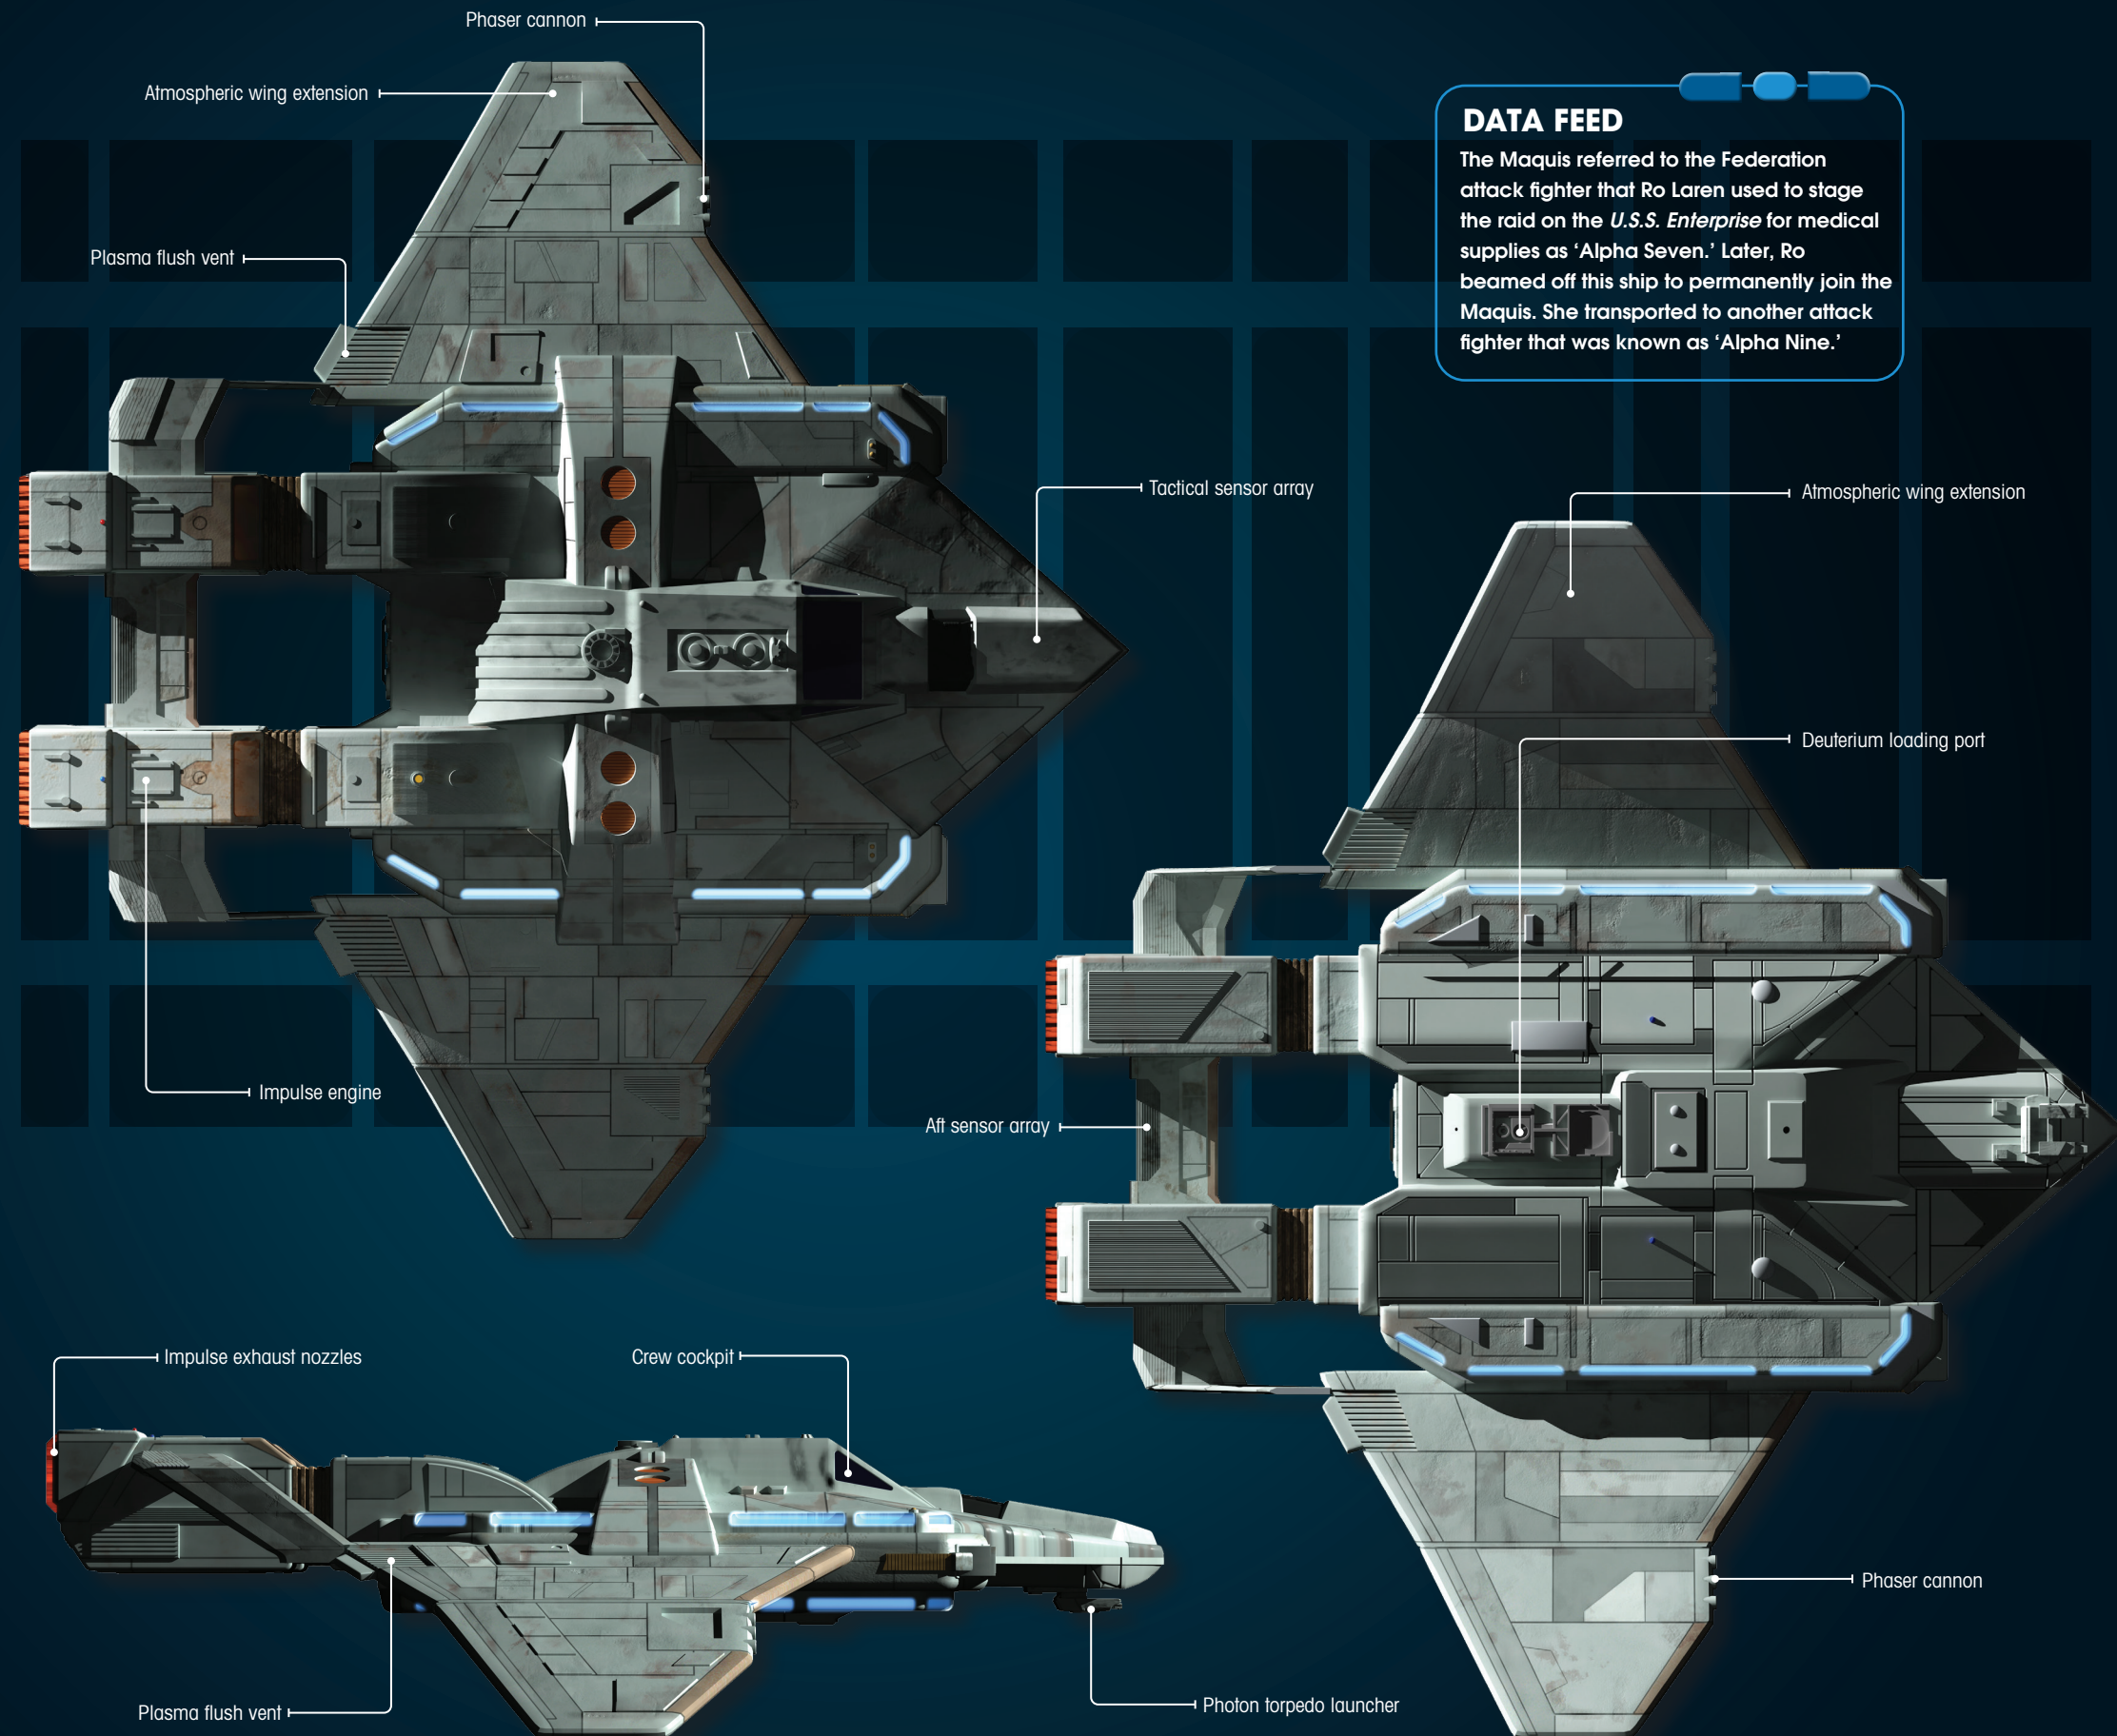 Phaser cannon
Atmospheric wing extension
Plasma flush vent
DATA FEED
The Maquis referred to the Federation
attack fighter that Ro Laren used to stage
the raid on the U.S.S. Enterprise for medical
supplies as ‘Alpha Seven.’ Later, Ro
beamed off this ship to permanently join the
Maquis. She transported to another attack
fighter that was known as ‘Alpha Nine.’
Tactical sensor array
Atmospheric wing extension
Deuterium loading port
Impulse engine
Aft sensor array
Impulse exhaust nozzles
Crew cockpit
Phaser cannon
Plasma flush vent
Photon torpedo launcher